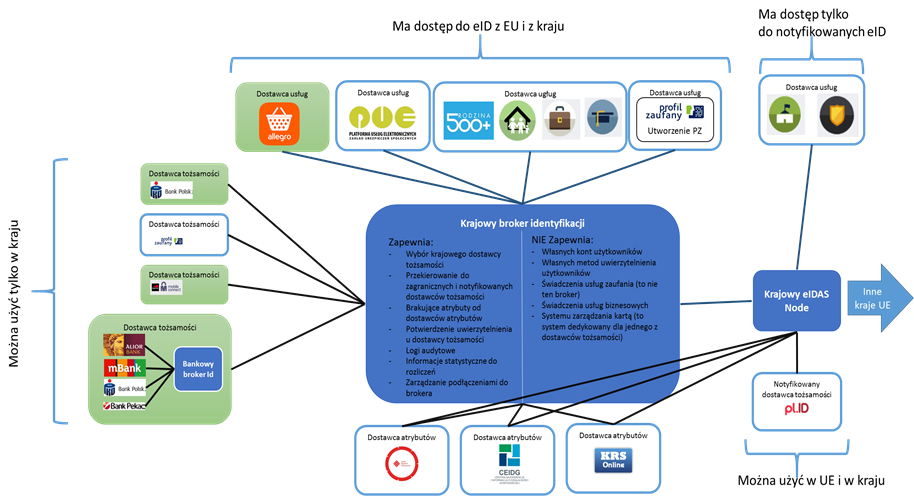 Ma dostęp do eID z EU i z kraju
Ma dostęp tylko
do notyfikowanych eID
Dostawca usług
allegro
Dostawca usług
PUE
PLATFORMA USŁUG ELEKTRONICZNYCH
ZAKŁAD UBEZPIECZEŃ SPOŁECZNYCH
Dostawca ugług
RODZINA
500+
Dostawca usług
profil
zaufany
Utworzenie PZ
Dostawca usług
Można użyć tylko w kraju
Dostawca tożsamości
Bank Polski
Dostawca tożsamości
profil
zaufany
Dostawca tożsamości
mobile
connect
Dostawca tożsamości
ALIOR
BANK
mBank
Bank Polski
Bank Pekao
Bankowy
broker Id
Krajowy broker identyfikacji
Zapewnia:
- Wybór krajowego dostawcy
tożsamości
- Przekierowanie do
zagranicznych i notyfikowanych
dostawców tożsamości
- Brakujące atrybuty od
dostawców atrybutów
- Potwierdzenie uwierzytelnienia
u dostawcy tożsamości
- Logi audytowe
- Informacje statystyczne do
rozliczeń
- Zarządzanie podłączeniami do
brokera
NIE Zapewnia:
- Własnych kont użytkowników
- Własnych metod uwierzytelnienia
użytkowników
- Świadczenia usług zaufania (to nie
ten broker)
- Świadczenia usług biznesowych
- Systemu zarządzania kartą (to
system dedykowany dla jednego z
dostawców tożsamości)
Krajowy eIDAS
Node
Inne
kraje UE
Notyfikowany
dostawca tożsamości
pl.ID
Można użyć w UE i w kraju
Dostawca atrybutów
Dostawca atrybutów
CEIDG
Dostawca atrybutów
KRS
Online